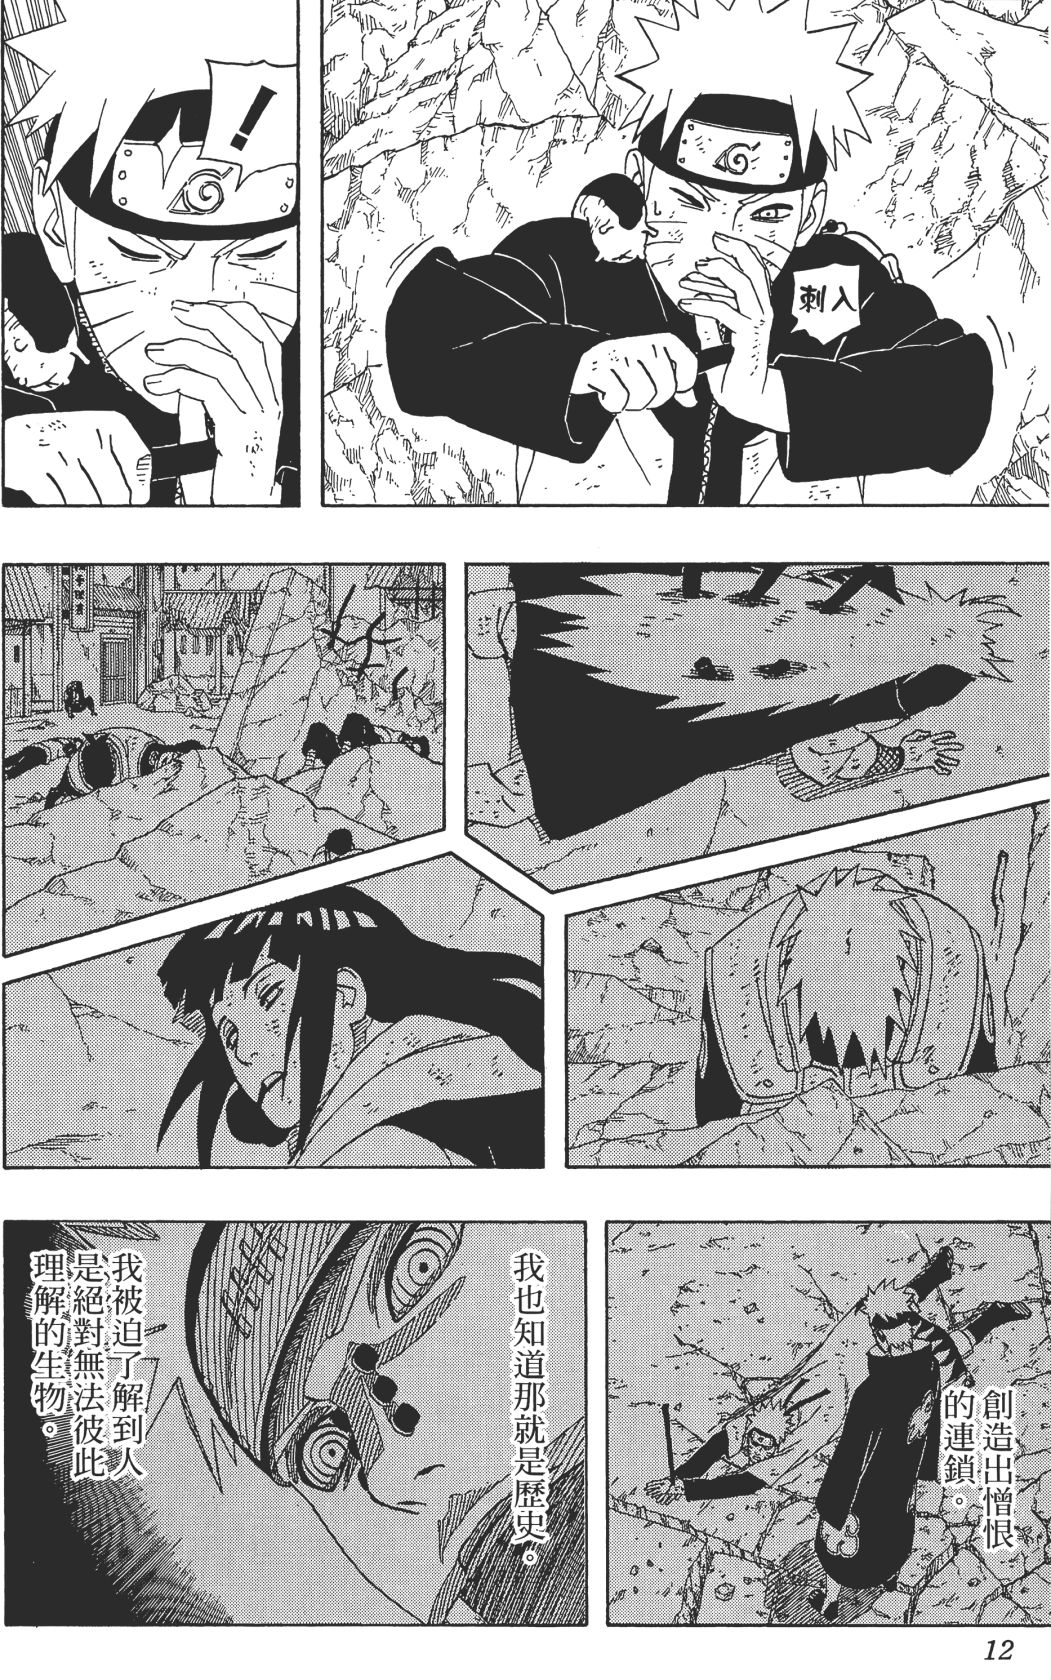 刺入
!
創造出憎恨
的連鎖。
我也知道那就是歷史。
我被迫了解到人
是絕對無法彼此
理解的生物。
12